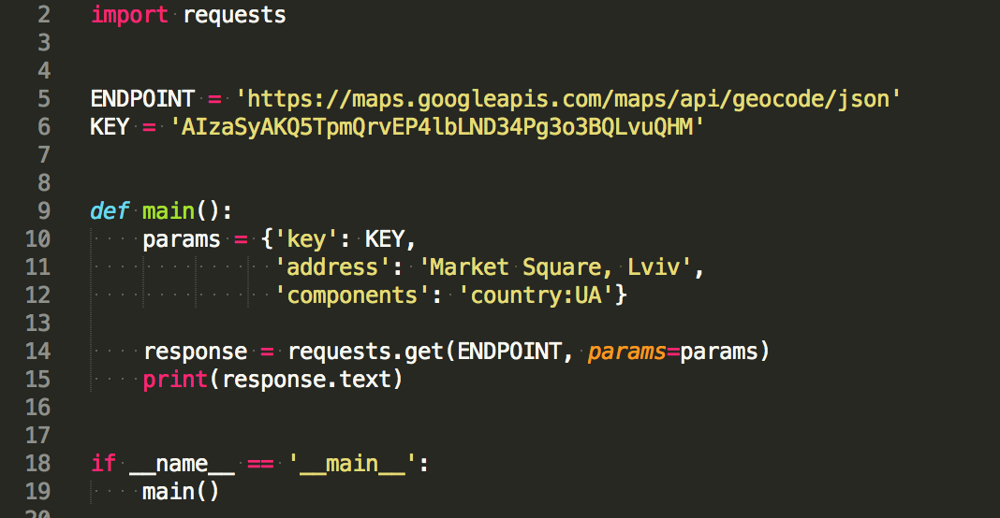 2 import requests
3
4
5 ENDPOINT = 'https://maps.googleapis.com/maps/api/geocode/json'
6 KEY = 'AIzaSyAKQ5TpmQrvEP4lbLND34Pg3o3BQLvuQHM'
7
8
9 def main():
10     params = {'key': KEY,
11               'address': 'Market Square, Lviv',
12               'components': 'country:UA'}
13
14     response = requests.get(ENDPOINT, params=params)
15     print(response.text)
16
17
18 if __name__ == '__main__':
19     main()
20